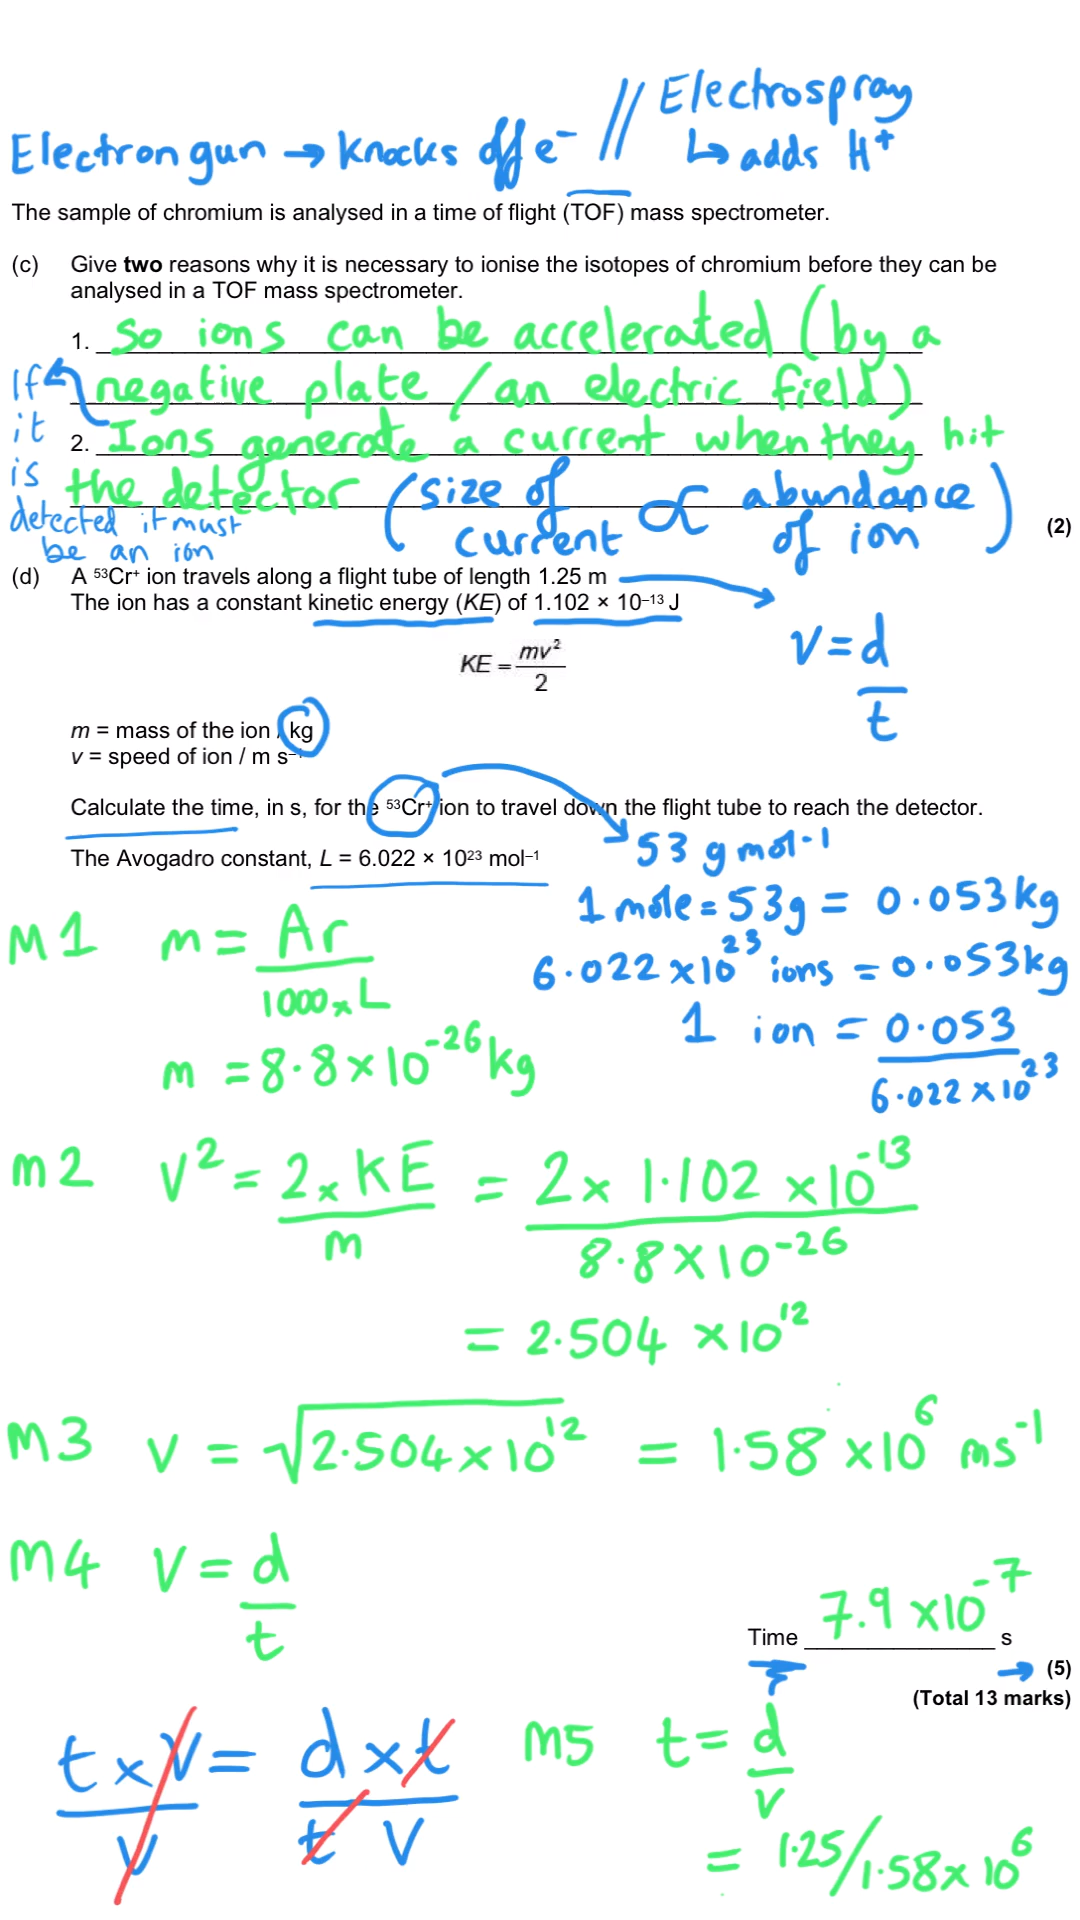 Electron gun → knocks off e⁻ // Electrospray
↳ adds H⁺
The sample of chromium is analysed in a time of flight (TOF) mass spectrometer.
(c) Give two reasons why it is necessary to ionise the isotopes of chromium before they can be
analysed in a TOF mass spectrometer.
1. So ions can be accelerated (by a
negative plate / an electric field)
2. Ions generate a current when they hit
the detector (size of current ∝ abundance of ion)
If
it
is
detected it must
be an ion
(2)
(d) A ⁵³Cr⁺ ion travels along a flight tube of length 1.25 m
The ion has a constant kinetic energy (KE) of 1.102 × 10⁻¹³ J
v = d/t
KE = mv²/2
m = mass of the ion / kg
v = speed of ion / m s⁻¹
Calculate the time, in s, for the ⁵³Cr⁺ ion to travel down the flight tube to reach the detector.
The Avogadro constant, L = 6.022 × 10²³ mol⁻¹
53 g mol⁻¹
1 mole = 53g = 0.053kg
6.022 × 10²³ ions = 0.053kg
1 ion = 0.053/6.022 × 10²³
M1 m = Ar/1000 × L
m = 8.8 × 10⁻²⁶ kg
m2 V² = 2 × KE/m = 2 × 1.102 × 10⁻¹³/8.8 × 10⁻²⁶
= 2.504 × 10¹²
m3 V = √2.504 × 10¹² = 1.58 × 10⁶ ms⁻¹
m4 V = d/t
Time 7.9 × 10⁻⁷ s
(5)
(Total 13 marks)
t × V/V = d × t/t V
m5 t = d/v
= 1.25/1.58 × 10⁶